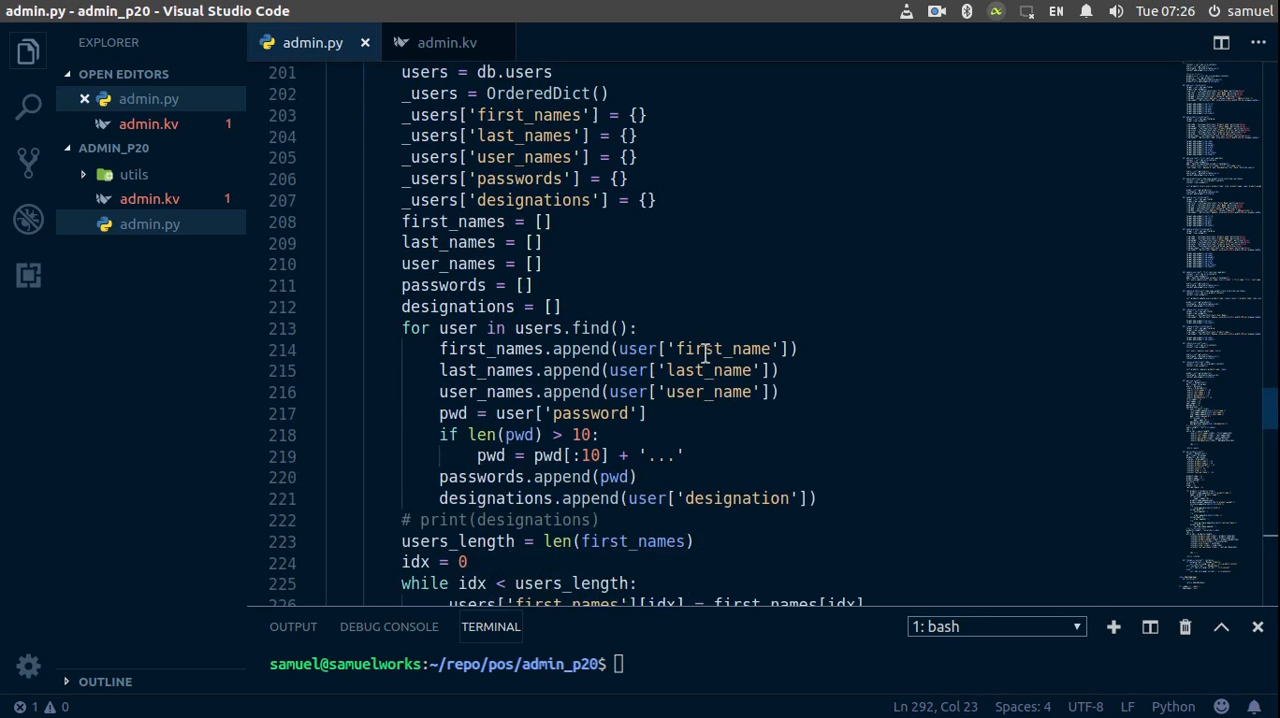 admin.py - admin_p20 - Visual Studio Code
EN
Tue 07:26
samuel
EXPLORER
OPEN EDITORS
admin.py
admin.kv 1
ADMIN_P20
utils
admin.kv 1
admin.py
OUTLINE
admin.py
admin.kv
201 users = db.users
202 _users = OrderedDict()
203 _users['first_names'] = {}
204 _users['last_names'] = {}
205 _users['user_names'] = {}
206 _users['passwords'] = {}
207 _users['designations'] = {}
208 first_names = []
209 last_names = []
210 user_names = []
211 passwords = []
212 designations = []
213 for user in users.find():
214 first_names.append(user['first_name'])
215 last_names.append(user['last_name'])
216 user_names.append(user['user_name'])
217 pwd = user['password']
218 if len(pwd) > 10:
219 pwd = pwd[:10] + '...'
220 passwords.append(pwd)
221 designations.append(user['designation'])
222 # print(designations)
223 users_length = len(first_names)
224 idx = 0
225 while idx < users_length:
226 _users['first_names'][idx] = first_names[idx]
OUTPUT DEBUG CONSOLE TERMINAL
1: bash
samuel@samuelworks:~/repo/pos/admin_p20$
1 0
Ln 292, Col 23 Spaces: 4 UTF-8 LF Python